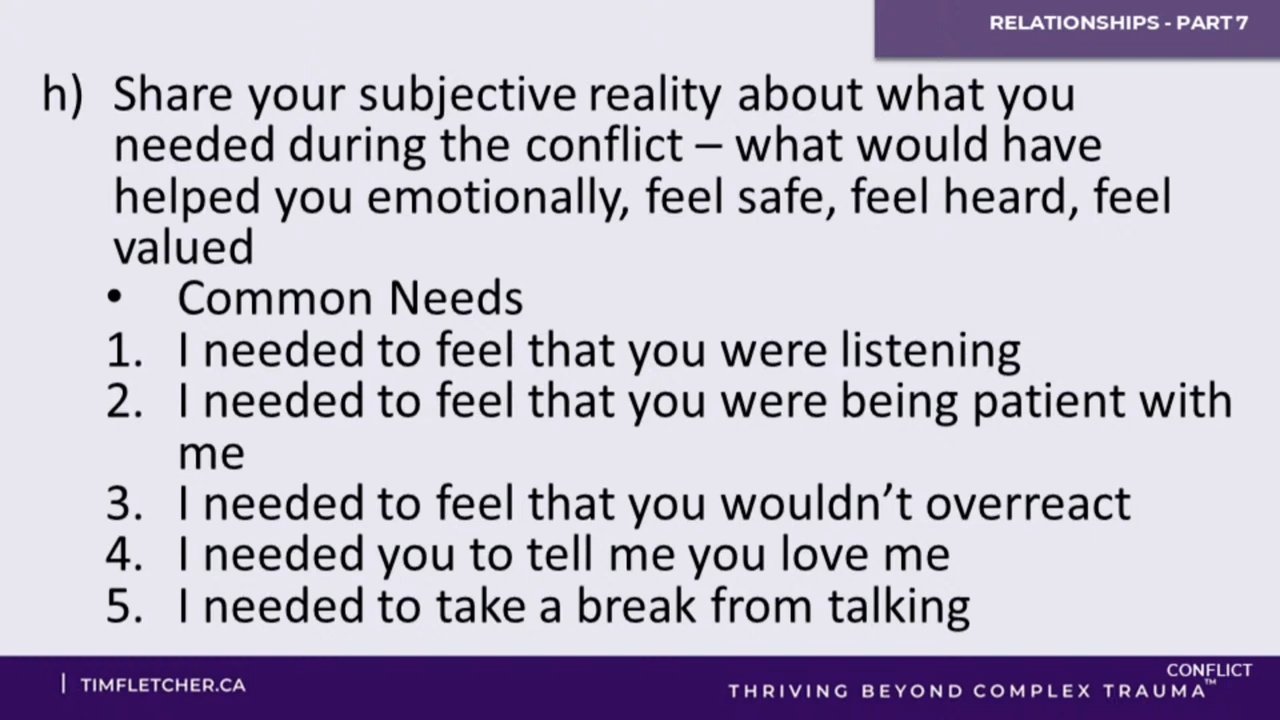 RELATIONSHIPS - PART 7
h) Share your subjective reality about what you
needed during the conflict – what would have
helped you emotionally, feel safe, feel heard, feel
valued
• Common Needs
1. I needed to feel that you were listening
2. I needed to feel that you were being patient with
me
3. I needed to feel that you wouldn’t overreact
4. I needed you to tell me you love me
5. I needed to take a break from talking
| TIMFLETCHER.CA
CONFLICT
THRIVING BEYOND COMPLEX TRAUMA™